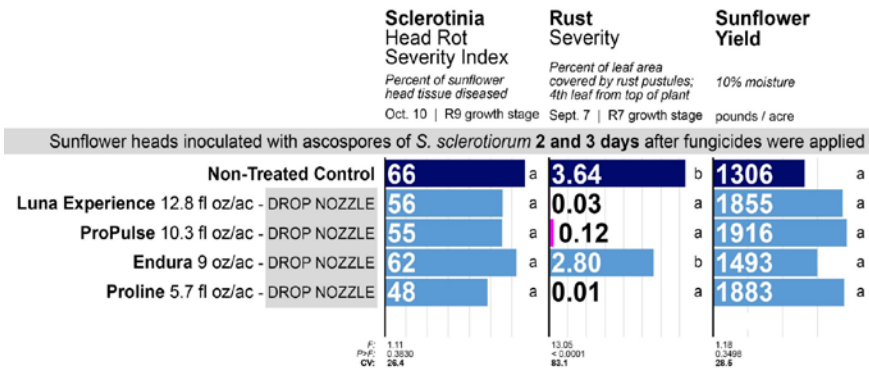 Sclerotinia
Head Rot
Severity Index
Percent of sunflower
head tissue diseased
Oct. 10 | R9 growth stage
Rust
Severity
Percent of leaf area
covered by rust pustules;
4th leaf from top of plant
Sept. 7 | R7 growth stage
Sunflower
Yield
10% moisture
pounds / acre
Sunflower heads inoculated with ascospores of S. sclerotiorum 2 and 3 days after fungicides were applied
Non-Treated Control 66 a 3.64 b 1306 a
Luna Experience 12.8 fl oz/ac - DROP NOZZLE 56 a 0.03 a 1855 a
ProPulse 10.3 fl oz/ac - DROP NOZZLE 55 a 0.12 a 1916 a
Endura 9 oz/ac - DROP NOZZLE 62 a 2.80 b 1493 a
Proline 5.7 fl oz/ac - DROP NOZZLE 48 a 0.01 a 1883 a
F: 1.11 13.05 1.18
P>F: 0.3830 < 0.0001 0.3498
CV: 26.4 83.1 28.5